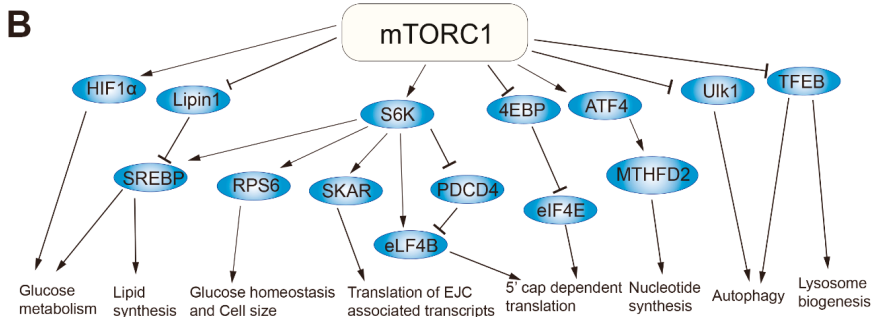 B
mTORC1
HIF1α
Lipin1
S6K
4EBP
ATF4
Ulk1
TFEB
SREBP
RPS6
SKAR
PDCD4
eIF4E
MTHFD2
eLF4B
Glucose
metabolism
Lipid
synthesis
Glucose homeostasis
and Cell size
Translation of EJC
associated transcripts
5' cap dependent
translation
Nucleotide
synthesis
Autophagy
Lysosome
biogenesis